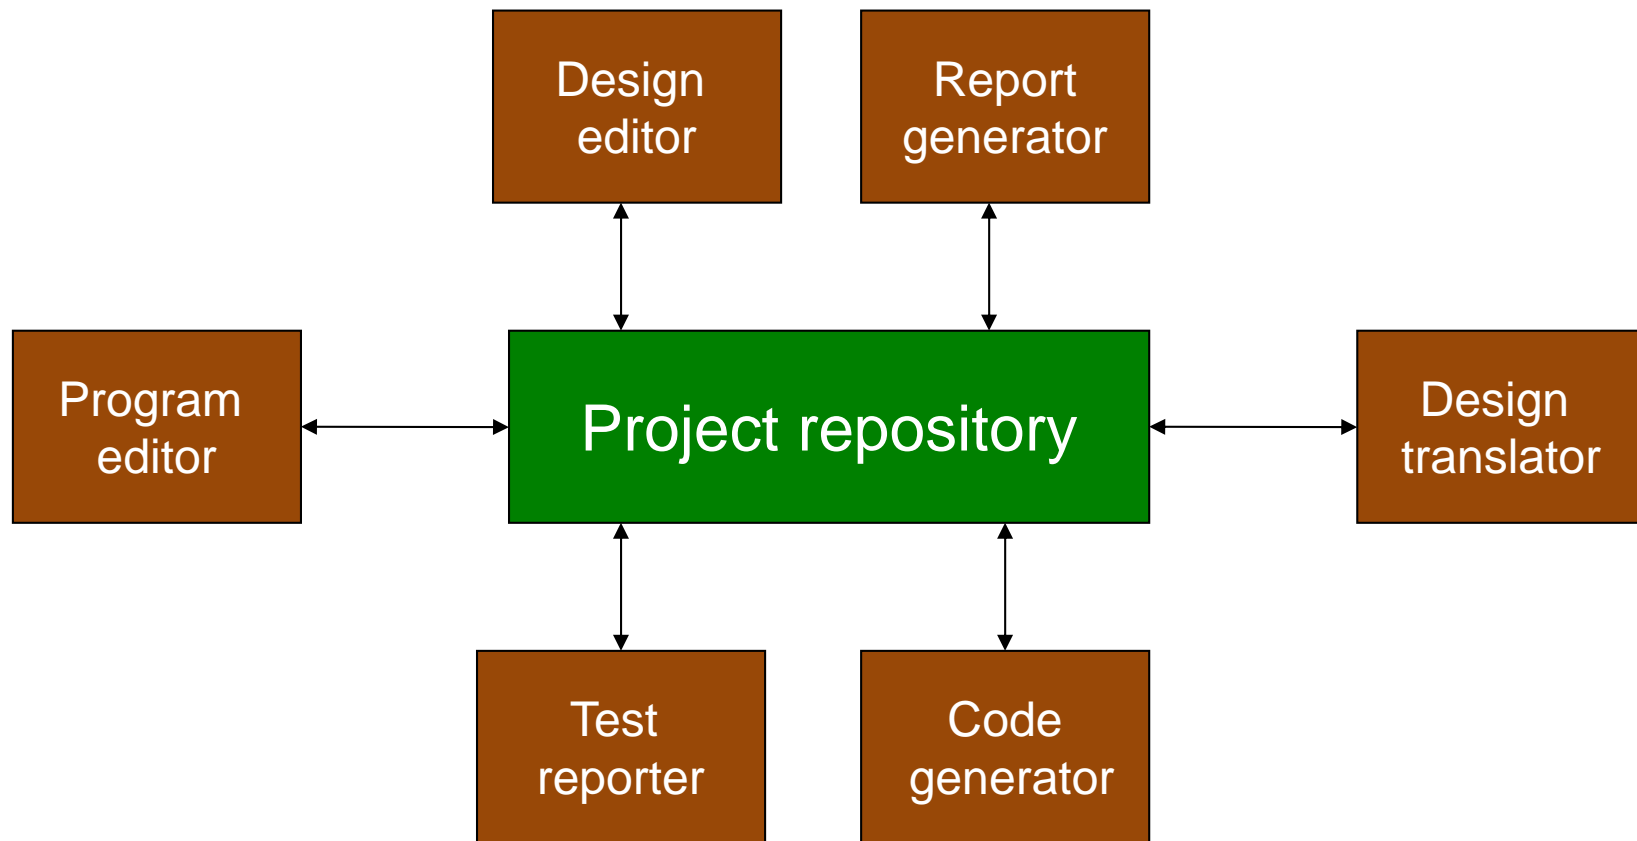 Design
editor
Report
generator
Program
editor
Project repository
Design
translator
Test
reporter
Code
generator